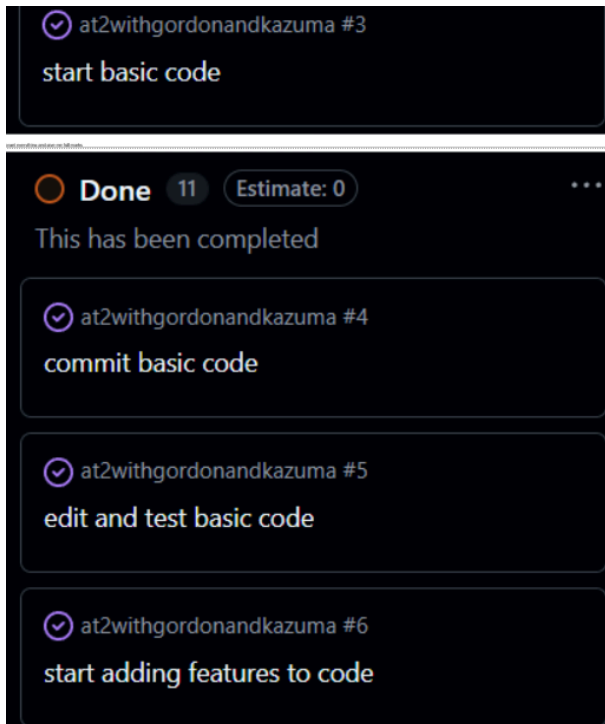 at2withgordonandkazuma #3
start basic code
Done 11 Estimate: 0
This has been completed
at2withgordonandkazuma #4
commit basic code
at2withgordonandkazuma #5
edit and test basic code
at2withgordonandkazuma #6
start adding features to code